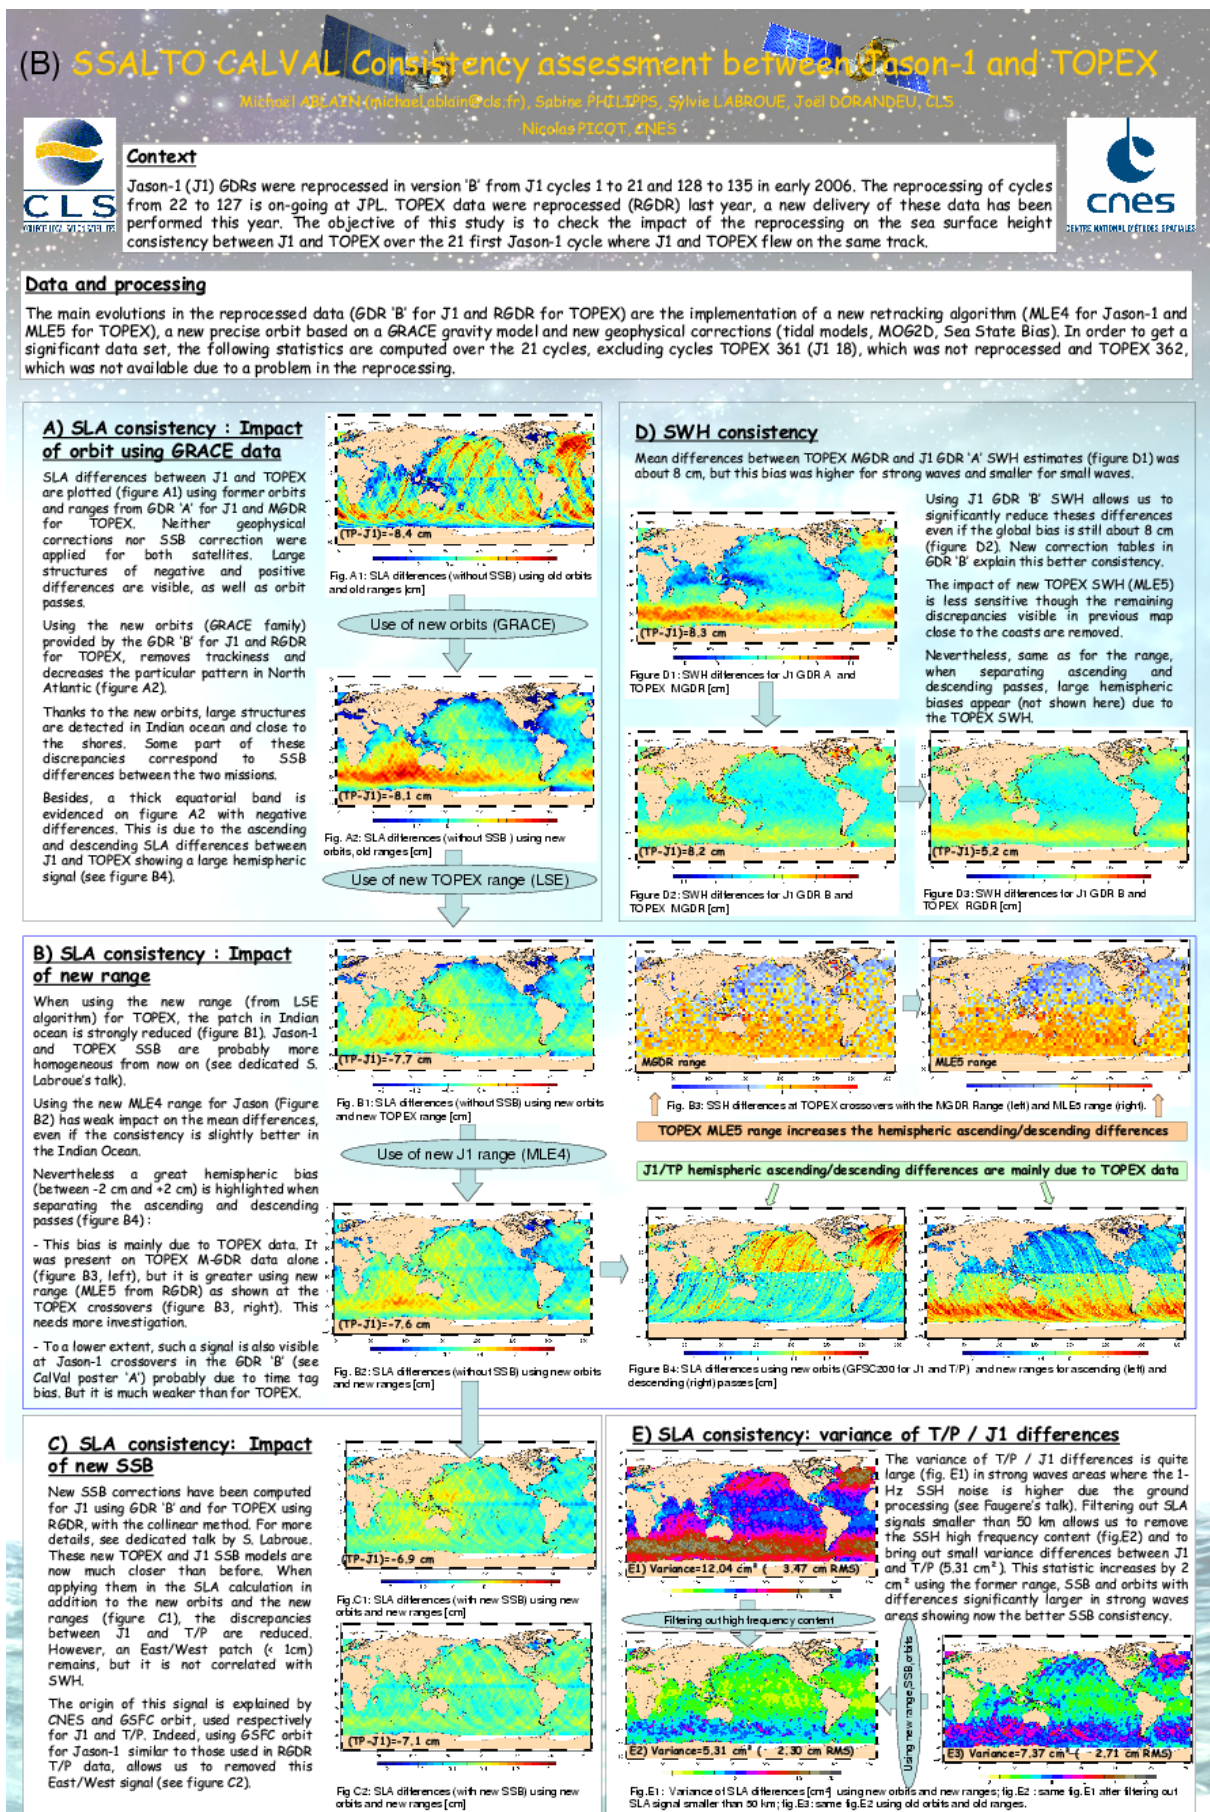 (B) SSALTO CALVAL Consistency assessment between Jason-1 and TOPEX
Michaël ABLAIN (michael.ablain@cls.fr), Sabine PHILIPPS, Sylvie LABROUE, Joël DORANDEU, CLS
Nicolas PICOT, CNES
CLS
COLLECTE LOCALISATION SATELLITES
cnes
CENTRE NATIONAL D'ÉTUDES SPATIALES
Context
Jason-1 (J1) GDRs were reprocessed in version 'B' from J1 cycles 1 to 21 and 128 to 135 in early 2006. The reprocessing of cycles
from 22 to 127 is on-going at JPL. TOPEX data were reprocessed (RGDR) last year, a new delivery of these data has been
performed this year. The objective of this study is to check the impact of the reprocessing on the sea surface height
consistency between J1 and TOPEX over the 21 first Jason-1 cycle where J1 and TOPEX flew on the same track.
Data and processing
The main evolutions in the reprocessed data (GDR 'B' for J1 and RGDR for TOPEX) are the implementation of a new retracking algorithm (MLE4 for Jason-1 and
MLE5 for TOPEX), a new precise orbit based on a GRACE gravity model and new geophysical corrections (tidal models, MOG2D, Sea State Bias). In order to get a
significant data set, the following statistics are computed over the 21 cycles, excluding cycles TOPEX 361 (J1 18), which was not reprocessed and TOPEX 362,
which was not available due to a problem in the reprocessing.
A) SLA consistency : Impact
of orbit using GRACE data
SLA differences between J1 and TOPEX
are plotted (figure A1) using former orbits
and ranges from GDR 'A' for J1 and MGDR
for TOPEX. Neither geophysical
corrections nor SSB correction were
applied for both satellites. Large
structures of negative and positive
differences are visible, as well as orbit
passes.
Using the new orbits (GRACE family)
provided by the GDR 'B' for J1 and RGDR
for TOPEX, removes trackiness and
decreases the particular pattern in North
Atlantic (figure A2).
Thanks to the new orbits, large structures
are detected in Indian ocean and close to
the shores. Some part of these
discrepancies correspond to SSB
differences between the two missions.
Besides, a thick equatorial band is
evidenced on figure A2 with negative
differences. This is due to the ascending
and descending SLA differences between
J1 and TOPEX showing a large hemispheric
signal (see figure B4).
(TP-J1)=-8.4 cm
Fig. A1: SLA differences (without SSB) using old orbits
and old ranges [cm]
Use of new orbits (GRACE)
(TP-J1)=-8.1 cm
Fig. A2: SLA differences (without SSB ) using new
orbits, old ranges [cm]
Use of new TOPEX range (LSE)
D) SWH consistency
Mean differences between TOPEX MGDR and J1 GDR 'A' SWH estimates (figure D1) was
about 8 cm, but this bias was higher for strong waves and smaller for small waves.
(TP-J1)=8.3 cm
Figure D1: SWH differences for J1 GDR A and
TOPEX MGDR [cm]
Using J1 GDR 'B' SWH allows us to
significantly reduce theses differences
even if the global bias is still about 8 cm
(figure D2). New correction tables in
GDR 'B' explain this better consistency.
The impact of new TOPEX SWH (MLE5)
is less sensitive though the remaining
discrepancies visible in previous map
close to the coasts are removed.
Nevertheless, same as for the range,
when separating ascending and
descending passes, large hemispheric
biases appear (not shown here) due to
the TOPEX SWH.
(TP-J1)=8.2 cm
Figure D2: SWH differences for J1 GDR B and
TOPEX MGDR [cm]
(TP-J1)=5.2 cm
Figure D3: SWH differences for J1 GDR B and
TOPEX RGDR [cm]
B) SLA consistency : Impact
of new range
When using the new range (from LSE
algorithm) for TOPEX, the patch in Indian
ocean is strongly reduced (figure B1). Jason-1
and TOPEX SSB are probably more
homogeneous from now on (see dedicated S.
Labroue's talk).
Using the new MLE4 range for Jason (Figure
B2) has weak impact on the mean differences,
even if the consistency is slightly better in
the Indian Ocean.
Nevertheless a great hemispheric bias
(between -2 cm and +2 cm) is highlighted when
separating the ascending and descending
passes (figure B4) :
- This bias is mainly due to TOPEX data. It
was present on TOPEX M-GDR data alone
(figure B3, left), but it is greater using new
range (MLE5 from RGDR) as shown at the
TOPEX crossovers (figure B3, right). This
needs more investigation.
- To a lower extent, such a signal is also visible
at Jason-1 crossovers in the GDR 'B' (see
CalVal poster 'A') probably due to time tag
bias. But it is much weaker than for TOPEX.
(TP-J1)=-7.7 cm
Fig. B1: SLA differences (without SSB) using new orbits
and new TOPEX range [cm]
Use of new J1 range (MLE4)
(TP-J1)=-7.6 cm
Fig. B2: SLA differences (without SSB) using new orbits
and new ranges [cm]
MGDR range
MLE5 range
Fig. B3: SSH differences at TOPEX crossovers with the MGDR Range (left) and MLE5 range (right).
TOPEX MLE5 range increases the hemispheric ascending/descending differences
J1/TP hemispheric ascending/descending differences are mainly due to TOPEX data
Figure B4: SLA differences using new orbits (GFSC200 for J1 and T/P) and new ranges for ascending (left) and
descending (right) passes [cm]
C) SLA consistency: Impact
of new SSB
New SSB corrections have been computed
for J1 using GDR 'B' and for TOPEX using
RGDR, with the collinear method. For more
details, see dedicated talk by S. Labroue.
These new TOPEX and J1 SSB models are
now much closer than before. When
applying them in the SLA calculation in
addition to the new orbits and the new
ranges (figure C1), the discrepancies
between J1 and T/P are reduced.
However, an East/West patch (< 1cm)
remains, but it is not correlated with
SWH.
The origin of this signal is explained by
CNES and GSFC orbit, used respectively
for J1 and T/P. Indeed, using GSFC orbit
for Jason-1 similar to those used in RGDR
T/P data, allows us to removed this
East/West signal (see figure C2).
(TP-J1)=-6.9 cm
Fig.C1: SLA differences (with new SSB) using new
orbits and new ranges [cm]
(TP-J1)=-7.1 cm
Fig C2: SLA differences (with new SSB) using new
orbits and new ranges [cm]
E) SLA consistency: variance of T/P / J1 differences
E1) Variance=12.04 cm² ( 3.47 cm RMS)
The variance of T/P / J1 differences is quite
large (fig. E1) in strong waves areas where the 1-
Hz SSH noise is higher due the ground
processing (see Faugere's talk). Filtering out SLA
signals smaller than 50 km allows us to remove
the SSH high frequency content (fig.E2) and to
bring out small variance differences between J1
and T/P (5.31 cm² ). This statistic increases by 2
cm² using the former range, SSB and orbits with
differences significantly larger in strong waves
areas showing now the better SSB consistency.
Filtering out high frequency content
E2) Variance=5.31 cm² ( 2.30 cm RMS)
Using new range,SSB,orbits
E3) Variance=7.37 cm² ( 2.71 cm RMS)
Fig.E1: Variance of SLA differences [cm²] using new orbits and new ranges; fig.E2 : same fig.E1 after filtering out
SLA signal smaller than 50 km; fig.E3: same fig.E2 using old orbits and old ranges.